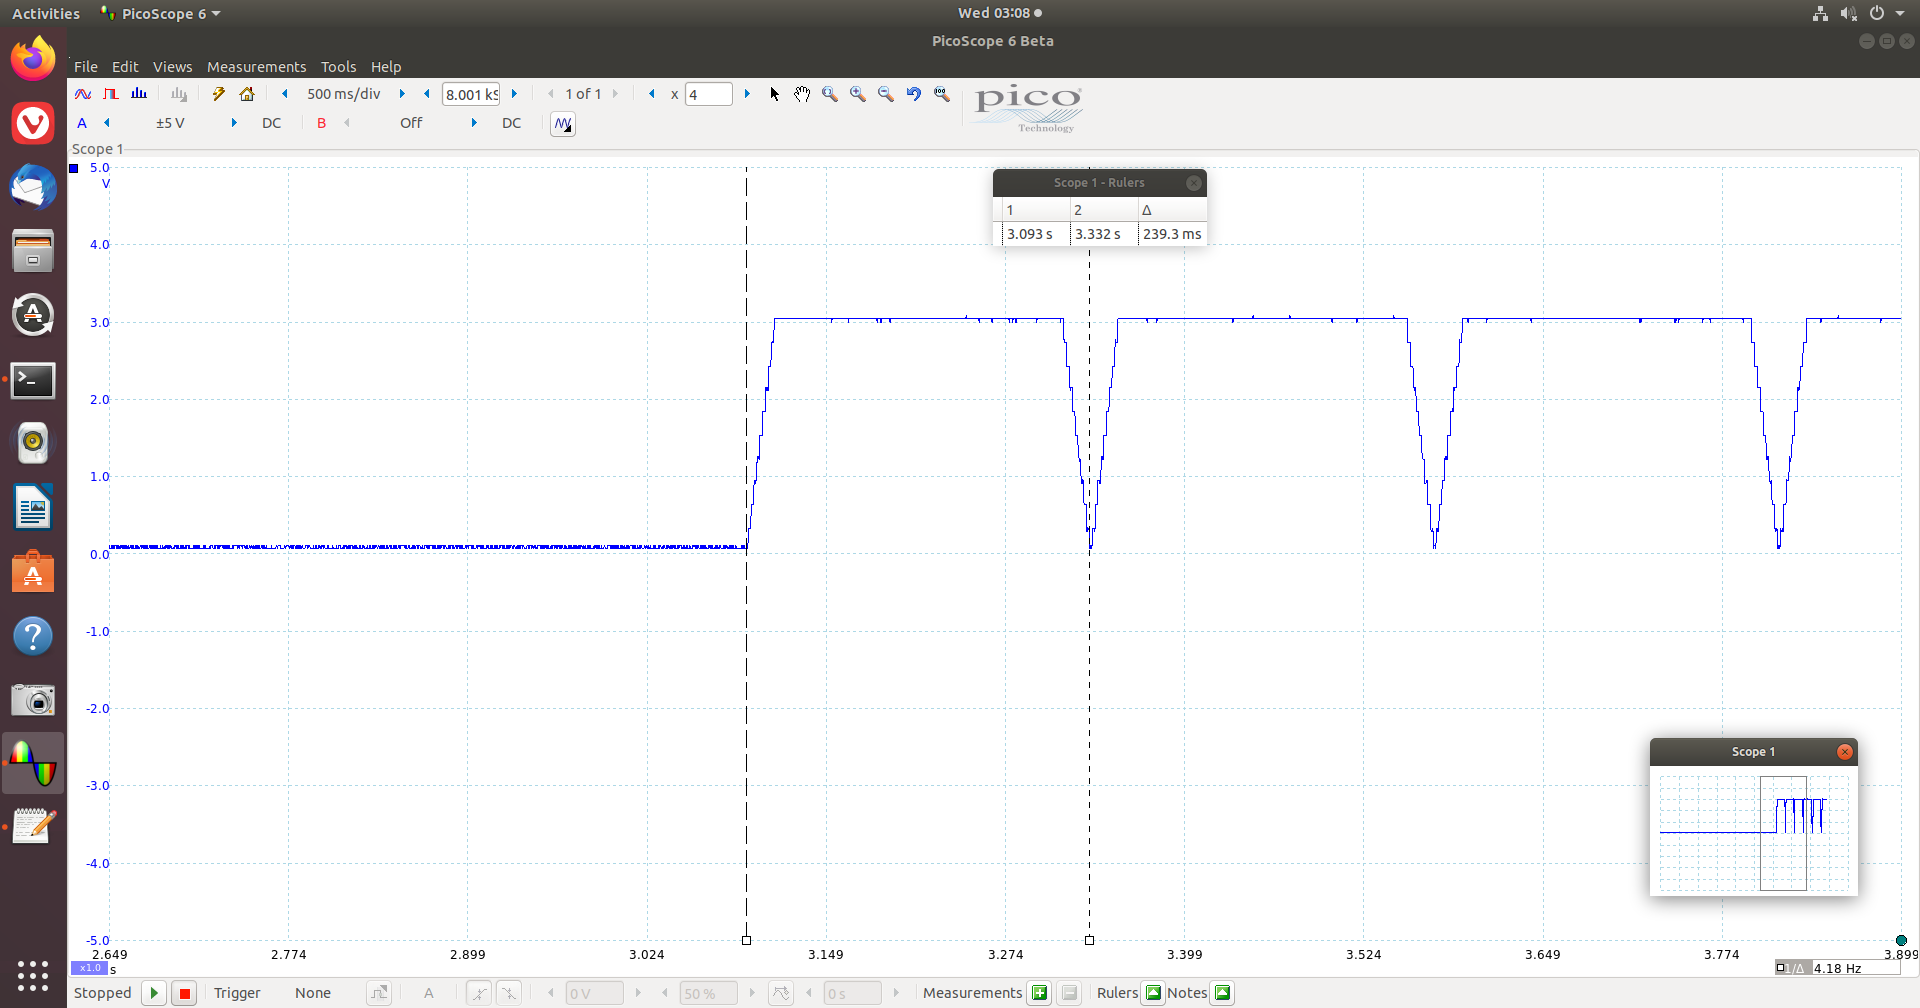 Activities PicoScope 6 Wed 03:08
PicoScope 6 Beta
File Edit Views Measurements Tools Help
500 ms/div 8.001 kS 1 of 1 x 4
pico
Technology
A ±5 V DC B Off DC
Scope 1
5.0
V
4.0
3.0
2.0
1.0
0.0
-1.0
-2.0
-3.0
-4.0
-5.0
Scope 1 - Rulers
1 2 Δ
3.093 s 3.332 s 239.3 ms
Scope 1
2.649 2.774 2.899 3.024 3.149 3.274 3.399 3.524 3.649 3.774 3.899
x1.0 s
1/Δ 4.18 Hz
Stopped Trigger None A 0 V 50 % 0 s Measurements Rulers Notes